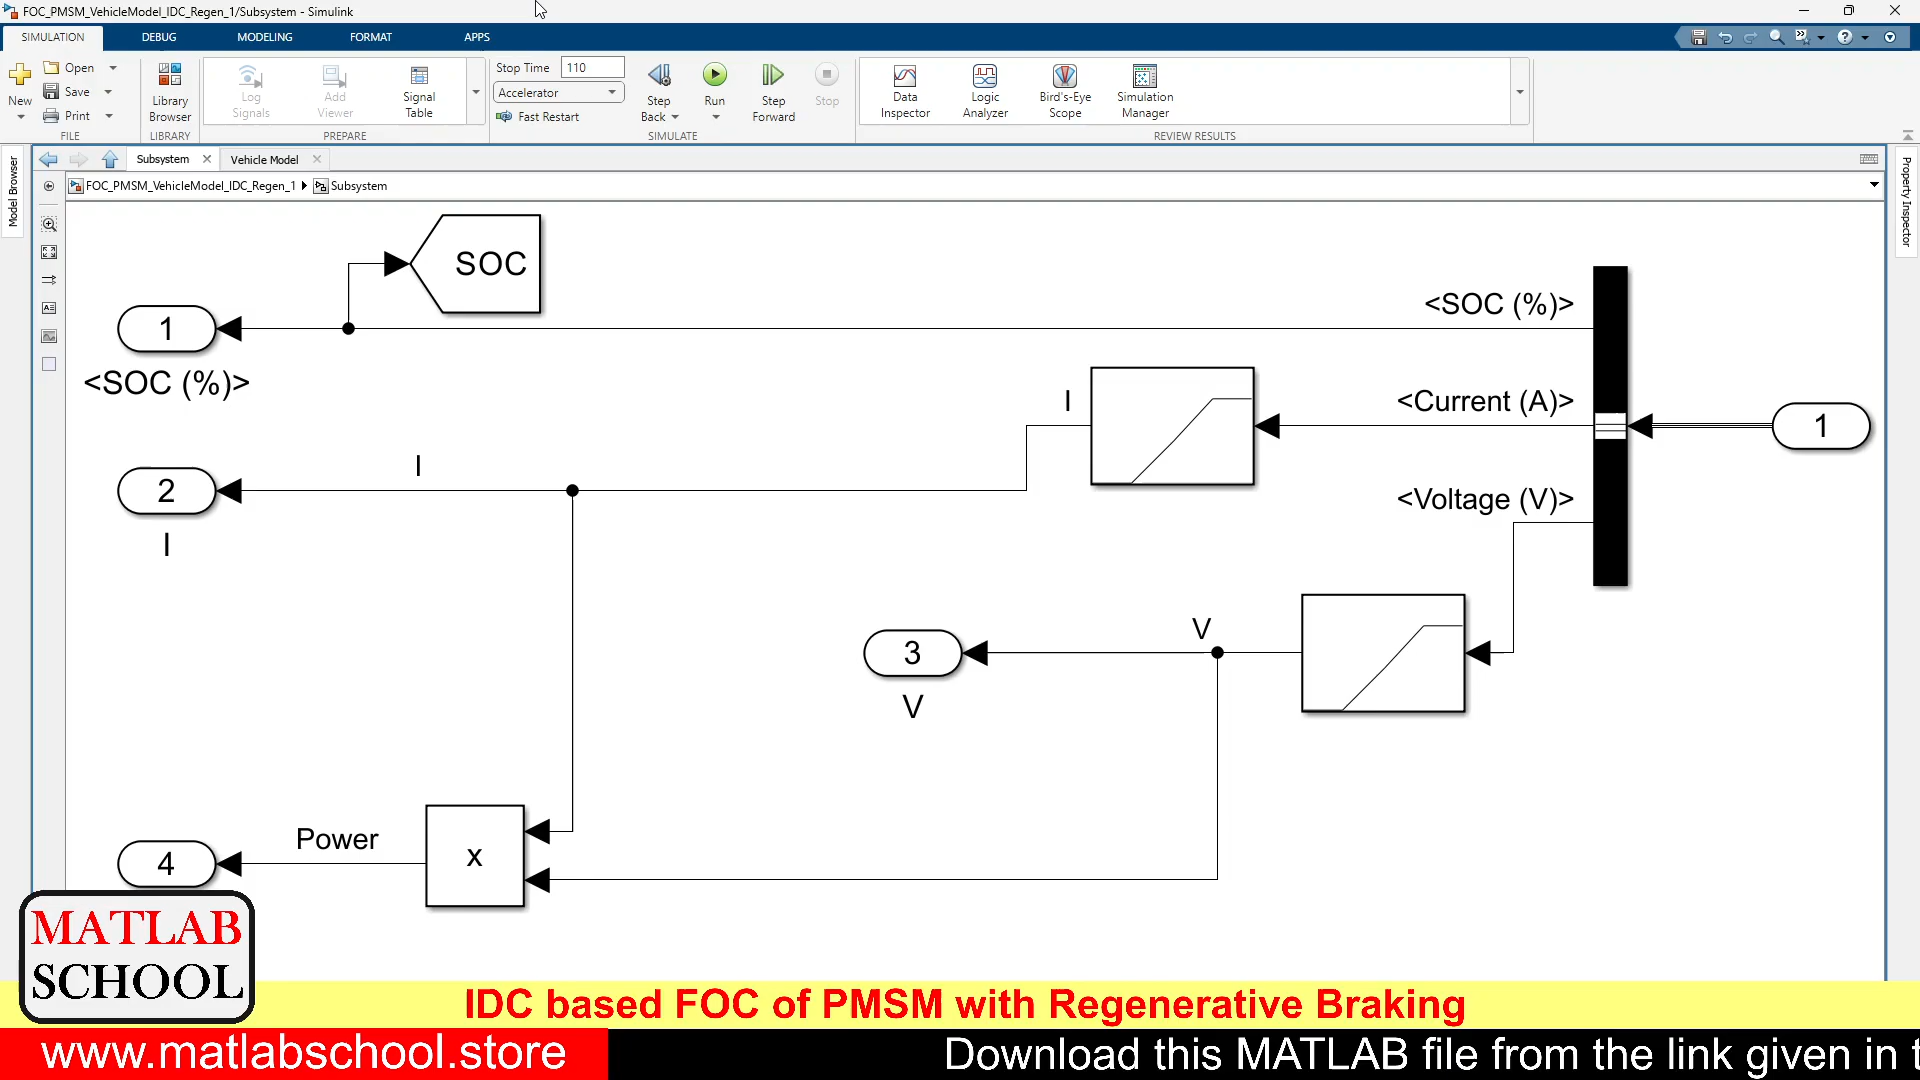 FOC_PMSM_VehicleModel_IDC_Regen_1/Subsystem - Simulink
SIMULATION
DEBUG
MODELING
FORMAT
APPS
New
Open
Save
Print
FILE
Library
Browser
LIBRARY
Log
Signals
Add
Viewer
Signal
Table
PREPARE
Stop Time
110
Accelerator
Fast Restart
Step
Back
Run
Step
Forward
Stop
SIMULATE
Data
Inspector
Logic
Analyzer
Bird's-Eye
Scope
Simulation
Manager
REVIEW RESULTS
Model Browser
Subsystem
Vehicle Model
FOC_PMSM_VehicleModel_IDC_Regen_1
Subsystem
Property Inspector
SOC
1
<SOC (%)>
<SOC (%)>
I
<Current (A)>
1
2
I
I
<Voltage (V)>
3
V
V
Power
x
4
MATLAB
SCHOOL
IDC based FOC of PMSM with Regenerative Braking
www.matlabschool.store
Download this MATLAB file from the link given in